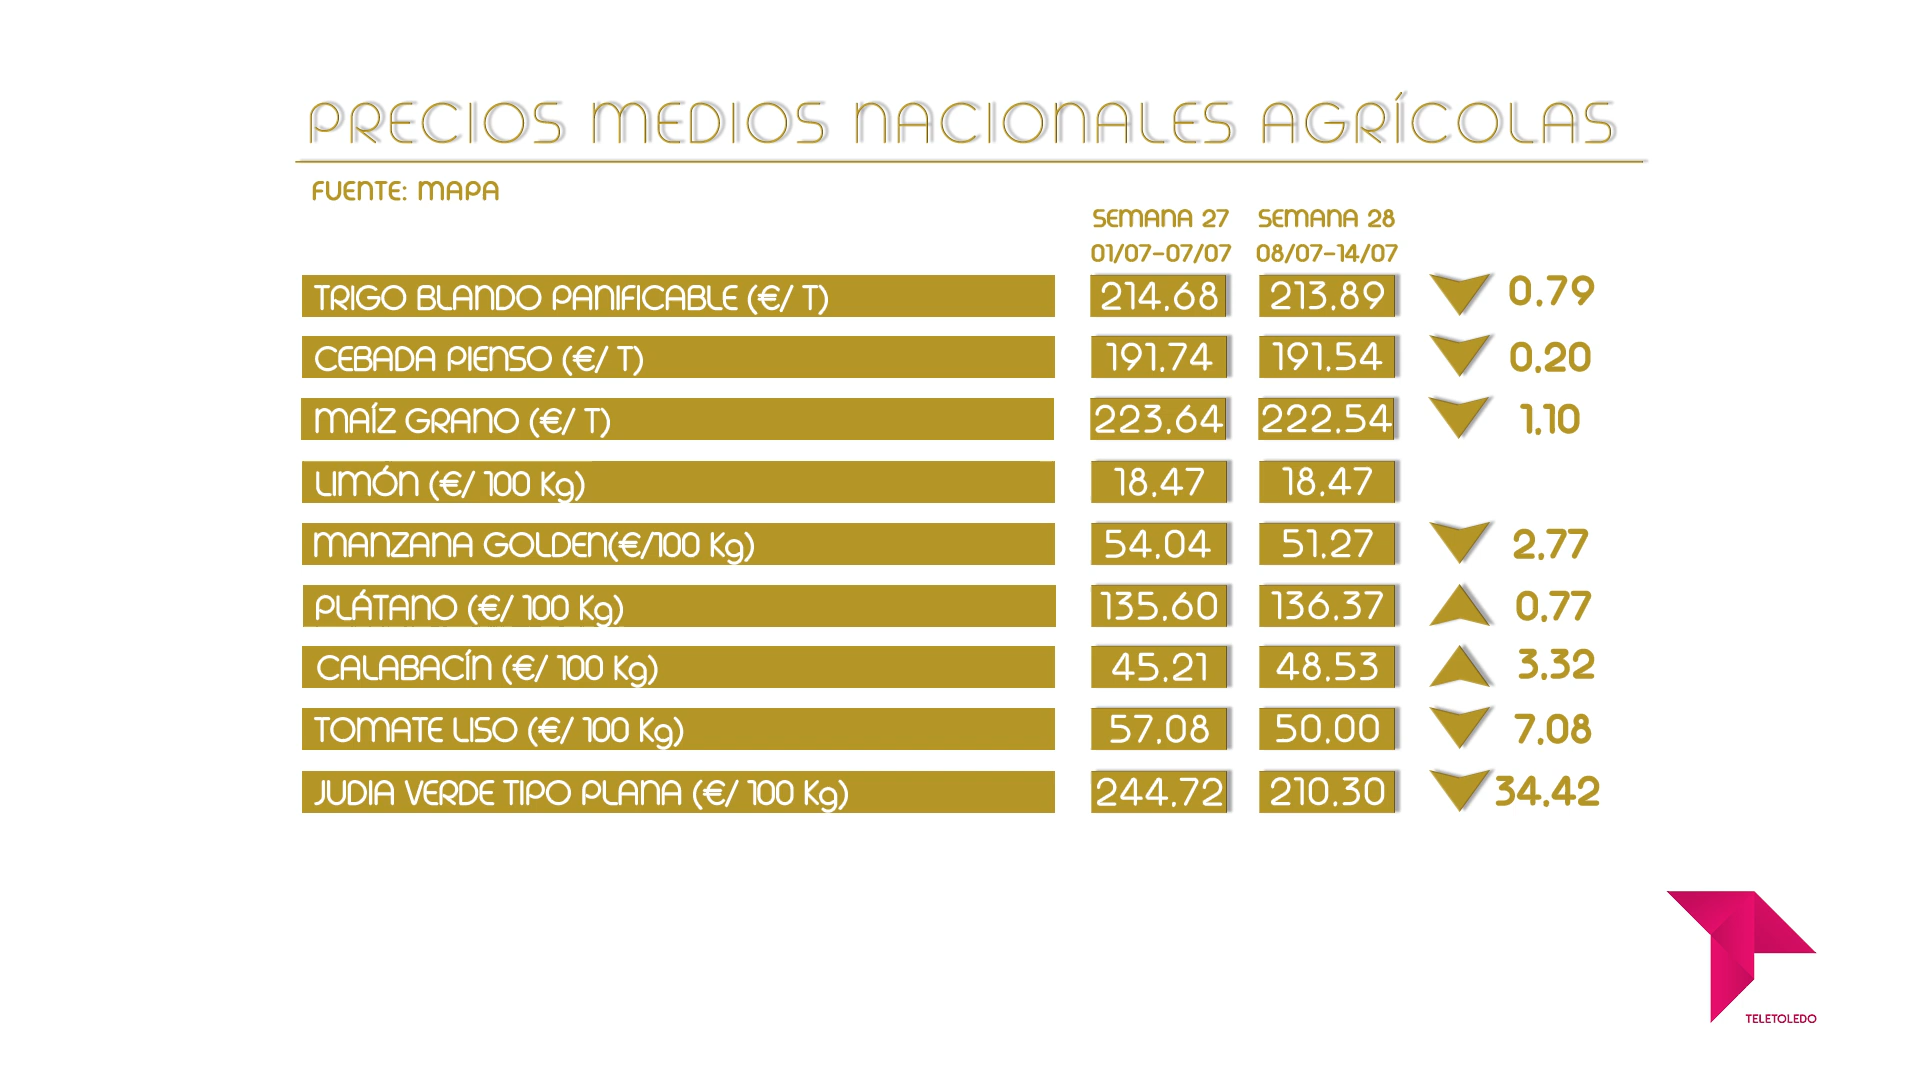 PRECIOS MEDIOS NACIONALES AGRÍCOLAS
FUENTE: MAPA
SEMANA 27 SEMANA 28
01/07-07/07 08/07-14/07
TRIGO BLANDO PANIFICABLE (€/ T) 214,68 213,89 0,79
CEBADA PIENSO (€/ T) 191,74 191,54 0,20
MAÍZ GRANO (€/ T) 223,64 222,54 1,10
LIMÓN (€/ 100 Kg) 18,47 18,47
MANZANA GOLDEN(€/100 Kg) 54,04 51,27 2,77
PLÁTANO (€/ 100 Kg) 135,60 136,37 0,77
CALABACÍN (€/ 100 Kg) 45,21 48,53 3,32
TOMATE LISO (€/ 100 Kg) 57,08 50,00 7,08
JUDIA VERDE TIPO PLANA (€/ 100 Kg) 244,72 210,30 34,42
TELETOLEDO